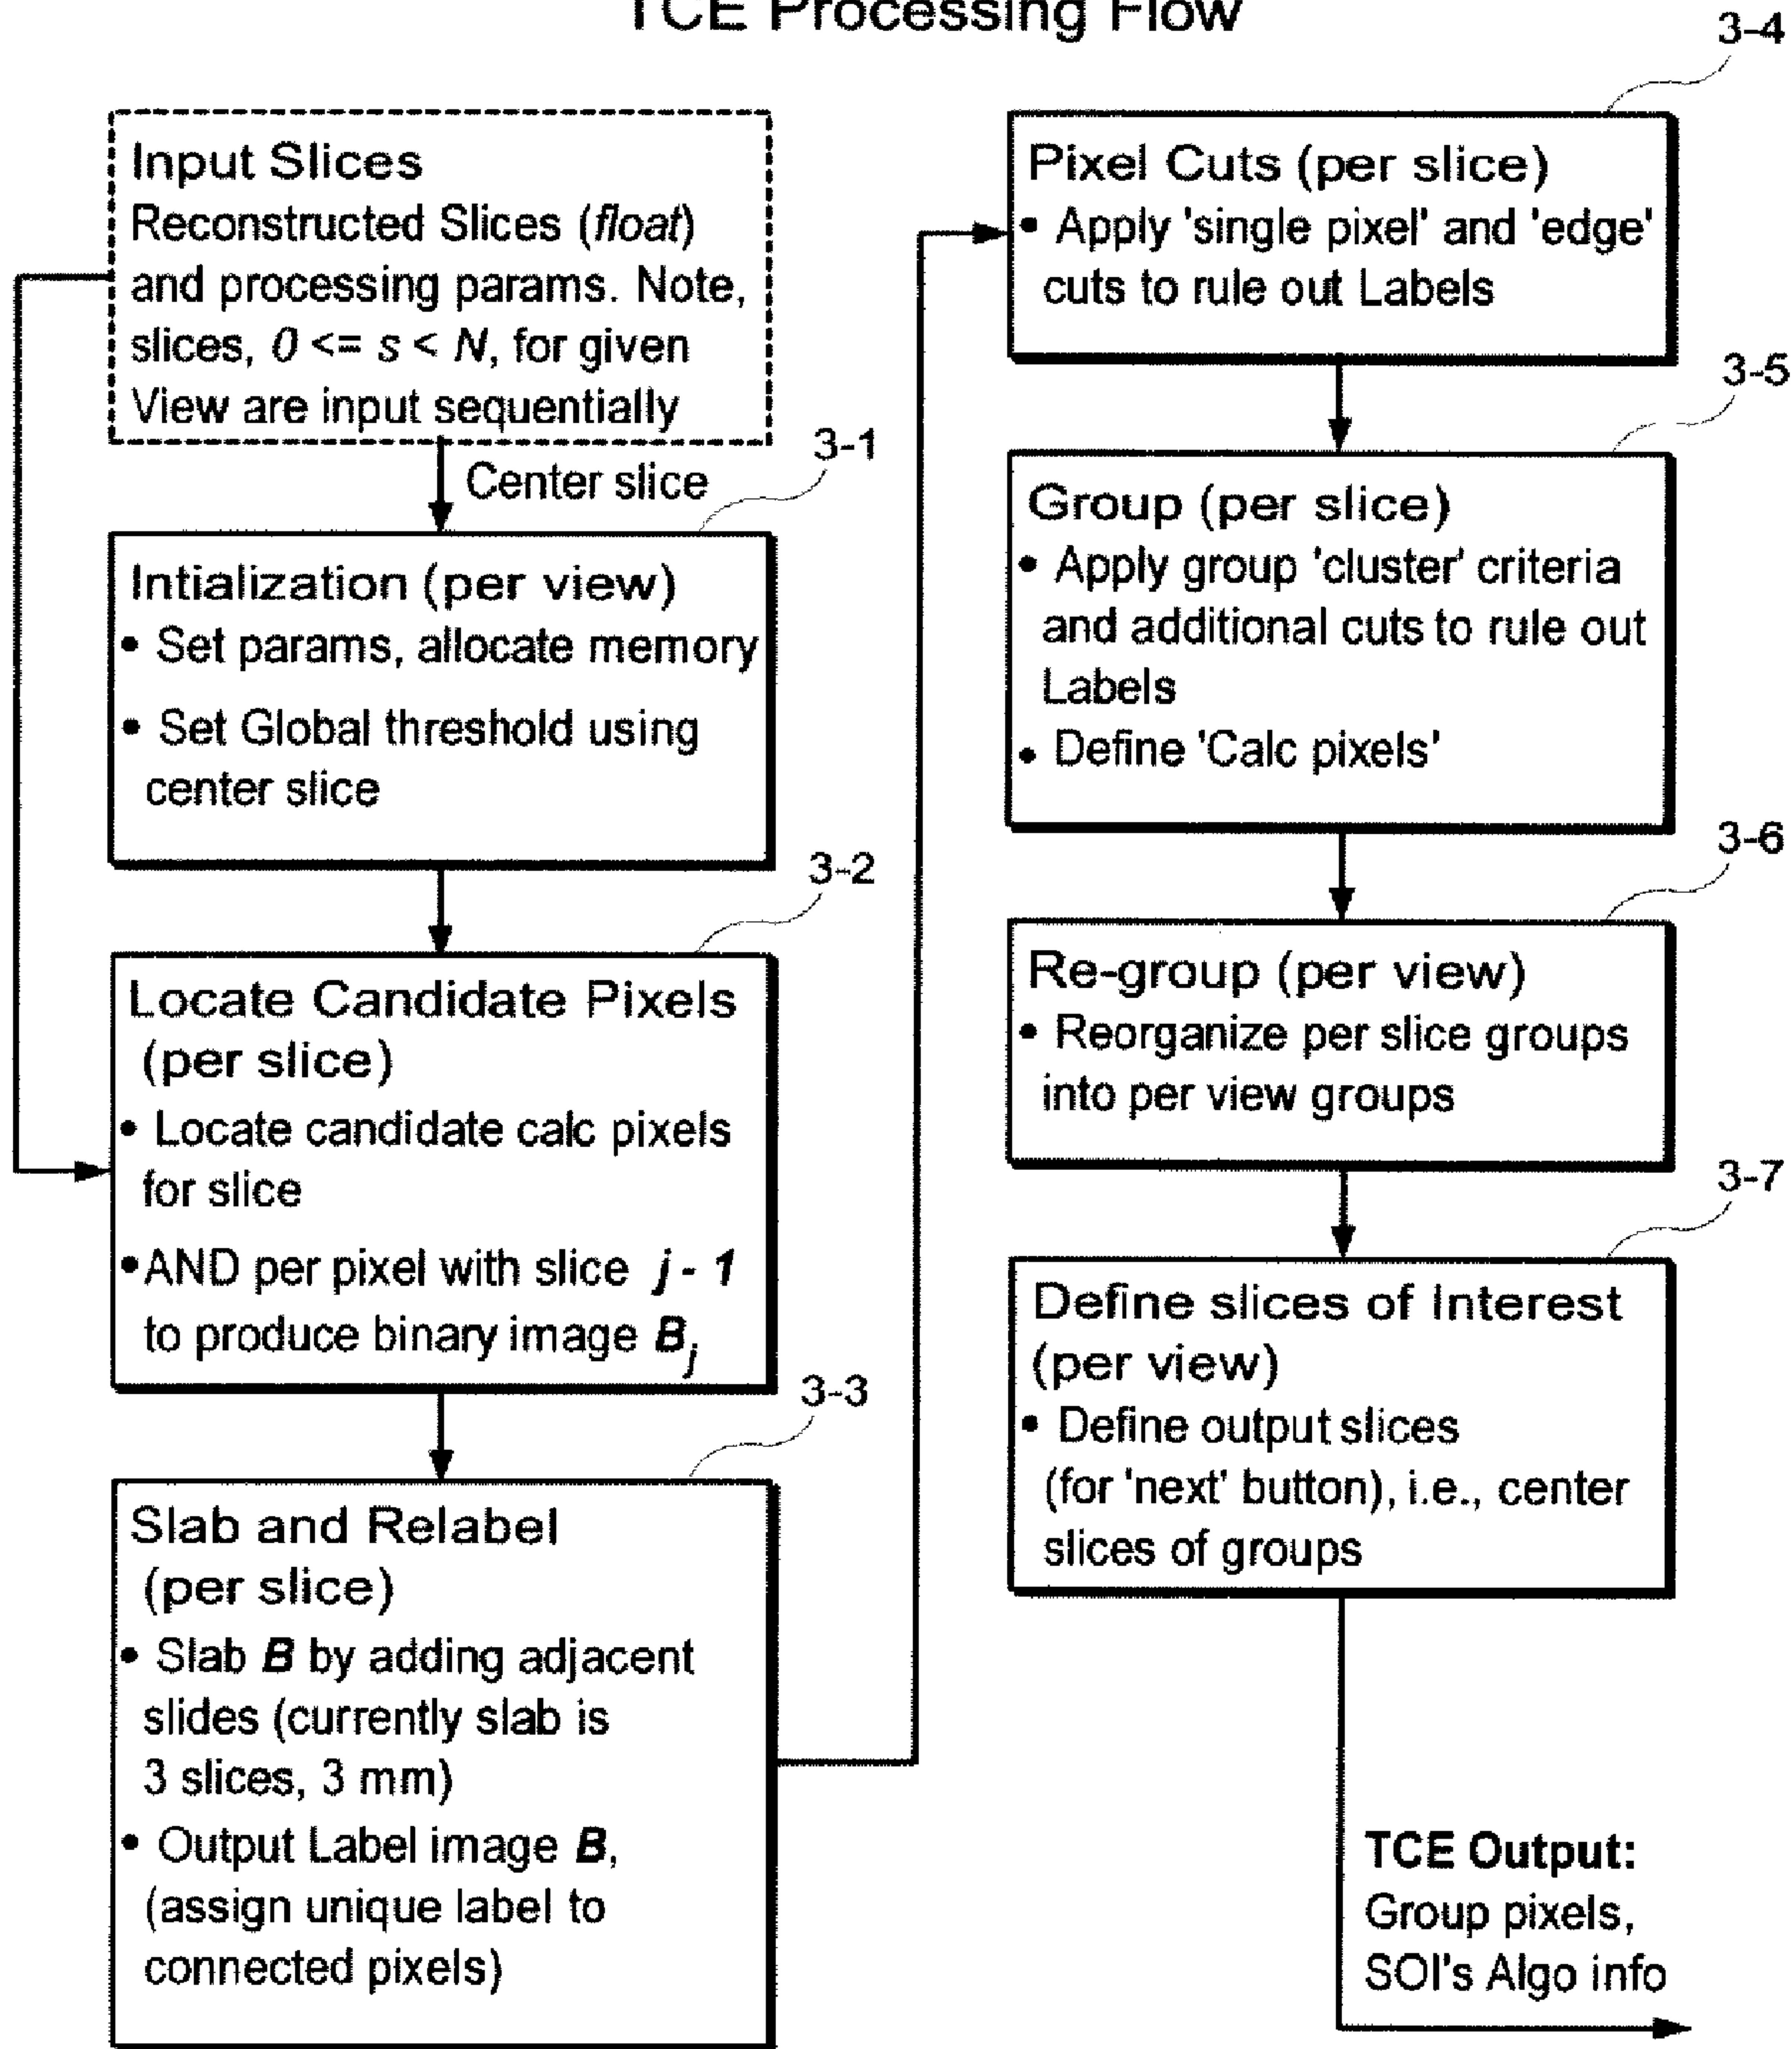 TCE Processing Flow
Input Slices
Reconstructed Slices (float)
and processing params. Note,
slices, 0 <= s < N, for given
View are input sequentially
Center slice
3-1
Intialization (per view)
• Set params, allocate memory
• Set Global threshold using
center slice
3-2
Locate Candidate Pixels
(per slice)
• Locate candidate calc pixels
for slice
• AND per pixel with slice j - 1
to produce binary image Bj
3-3
Slab and Relabel
(per slice)
• Slab B by adding adjacent
slides (currently slab is
3 slices, 3 mm)
• Output Label image B,
(assign unique label to
connected pixels)
3-4
Pixel Cuts (per slice)
• Apply 'single pixel' and 'edge'
cuts to rule out Labels
3-5
Group (per slice)
• Apply group 'cluster' criteria
and additional cuts to rule out
Labels
• Define 'Calc pixels'
3-6
Re-group (per view)
• Reorganize per slice groups
into per view groups
3-7
Define slices of Interest
(per view)
• Define output slices
(for 'next' button), i.e., center
slices of groups
TCE Output:
Group pixels,
SOI's Algo info